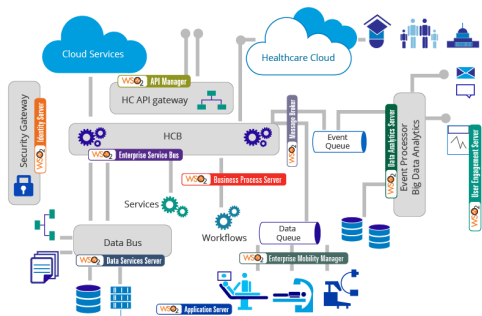 Cloud Services
Healthcare Cloud
WSO2 API Manager
HC API gateway
Security Gateway
WSO2 Identity Server
HCB
WSO2 Enterprise Service Bus
WSO2 Message Broker
Event
Queue
WSO2 Data Analytics Server
Event Processor
Big Data Analytics
WSO2 User Engagement Server
WSO2 Business Process Server
Services
Workflows
Data
Queue
Data Bus
WSO2 Data Services Server
WSO2 Enterprise Mobility Manager
WSO2 Application Server